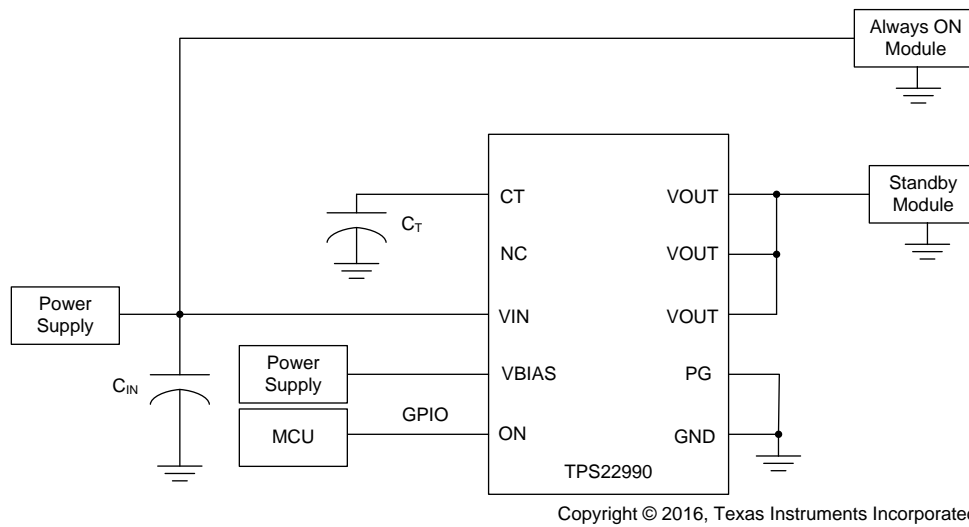 Always ON
Module
CT
VOUT
Standby
Module
C_T
NC
VOUT
Power
Supply
VIN
VOUT
C_IN
Power
Supply
VBIAS
PG
MCU
GPIO
ON
GND
TPS22990
Copyright © 2016, Texas Instruments Incorporated